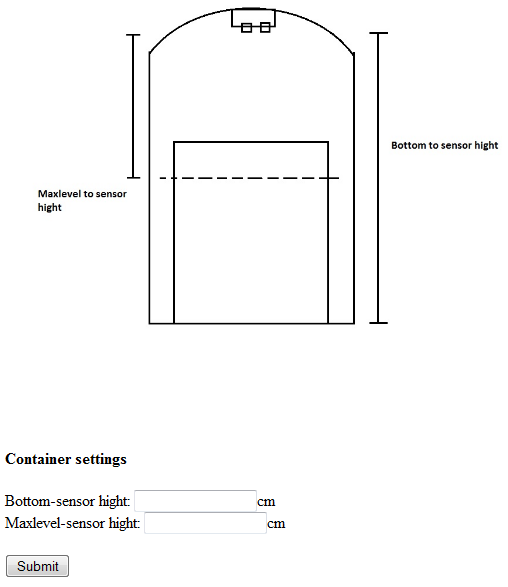 Bottom to sensor hight
Maxlevel to sensor
hight
Container settings
Bottom-sensor hight: cm
Maxlevel-sensor hight: cm
Submit